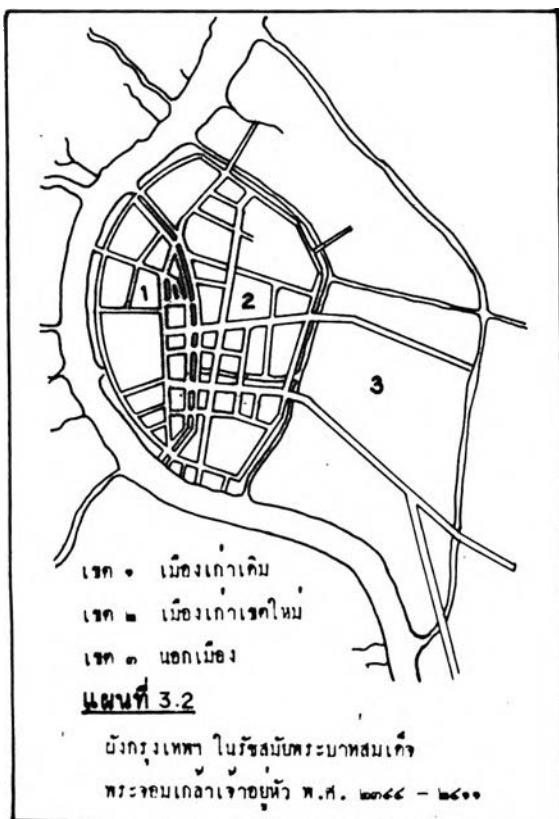 1
2
3
เขต ๑ เมืองเก่าเดิม
เขต ๒ เมืองเก่าเขตใหม่
เขต ๓ นอกเมือง
แผนที่ 3.2
ผังกรุงเทพฯ ในรัชสมัยพระบาทสมเด็จ
พระจอมเกล้าเจ้าอยู่หัว พ.ศ. ๒๓๙๔ - ๒๔๑๑